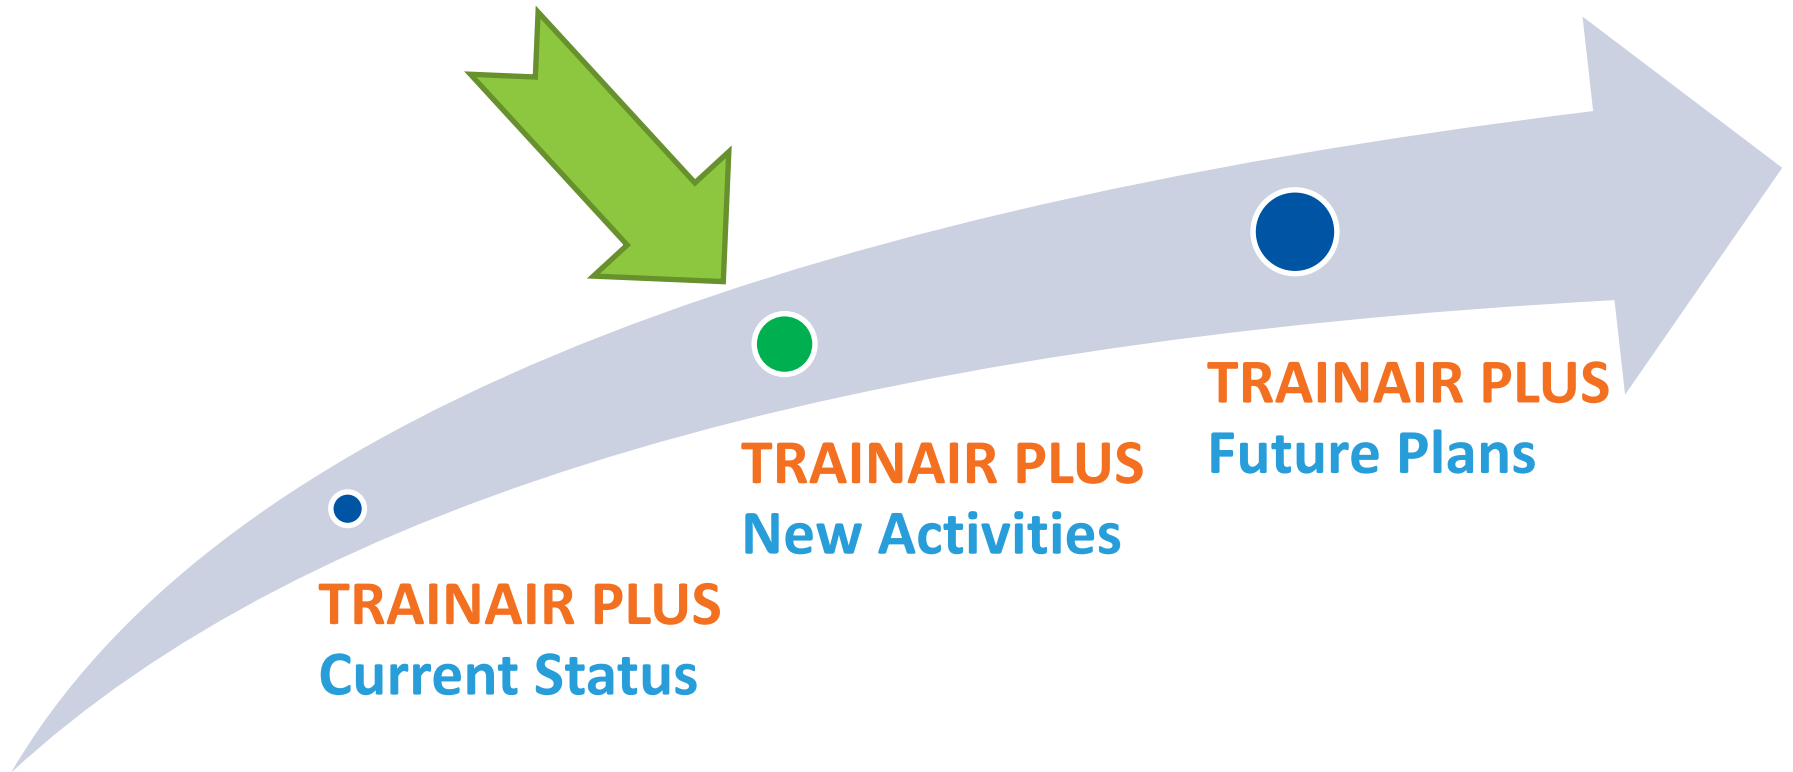 TRAINAIR PLUS
Current Status
TRAINAIR PLUS
New Activities
TRAINAIR PLUS
Future Plans